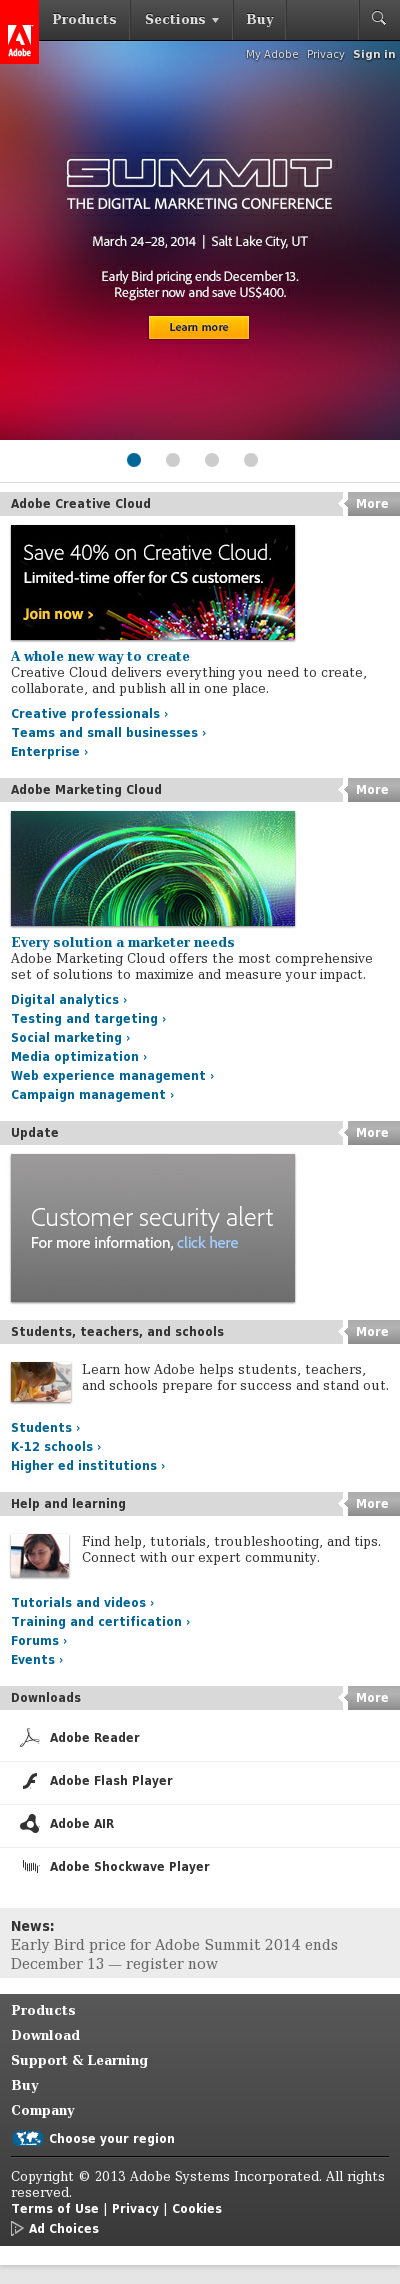 Products Sections Buy
Adobe
My Adobe Privacy Sign in
SUMMIT
THE DIGITAL MARKETING CONFERENCE
March 24–28, 2014 | Salt Lake City, UT
Early Bird pricing ends December 13.
Register now and save US$400.
Learn more
Adobe Creative Cloud More
Save 40% on Creative Cloud.
Limited-time offer for CS customers.
Join now ›
A whole new way to create
Creative Cloud delivers everything you need to create,
collaborate, and publish all in one place.
Creative professionals ›
Teams and small businesses ›
Enterprise ›
Adobe Marketing Cloud More
Every solution a marketer needs
Adobe Marketing Cloud offers the most comprehensive
set of solutions to maximize and measure your impact.
Digital analytics ›
Testing and targeting ›
Social marketing ›
Media optimization ›
Web experience management ›
Campaign management ›
Update More
Customer security alert
For more information, click here
Students, teachers, and schools More
Learn how Adobe helps students, teachers,
and schools prepare for success and stand out.
Students ›
K-12 schools ›
Higher ed institutions ›
Help and learning More
Find help, tutorials, troubleshooting, and tips.
Connect with our expert community.
Tutorials and videos ›
Training and certification ›
Forums ›
Events ›
Downloads More
Adobe Reader
Adobe Flash Player
Adobe AIR
Adobe Shockwave Player
News:
Early Bird price for Adobe Summit 2014 ends
December 13 — register now
Products
Download
Support & Learning
Buy
Company
Choose your region
Copyright © 2013 Adobe Systems Incorporated. All rights
reserved.
Terms of Use | Privacy | Cookies
Ad Choices